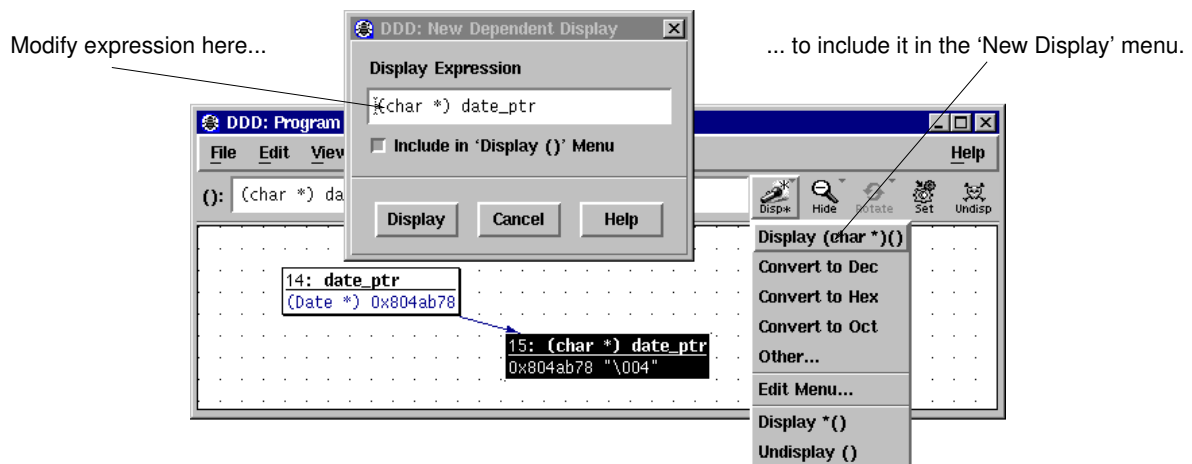 DDD: New Dependent Display
Modify expression here...
... to include it in the ‘New Display’ menu.
Display Expression
(char *) date_ptr
Include in ‘Display ()’ Menu
Display Cancel Help
DDD: Program
File Edit View
Help
(): (char *) da
Disp* Hide Rotate Set Undisp
Display (char *)()
Convert to Dec
Convert to Hex
Convert to Oct
Other...
Edit Menu...
Display *()
Undisplay ()
14: date_ptr
(Date *) 0x804ab78
15: (char *) date_ptr
0x804ab78 "\004"